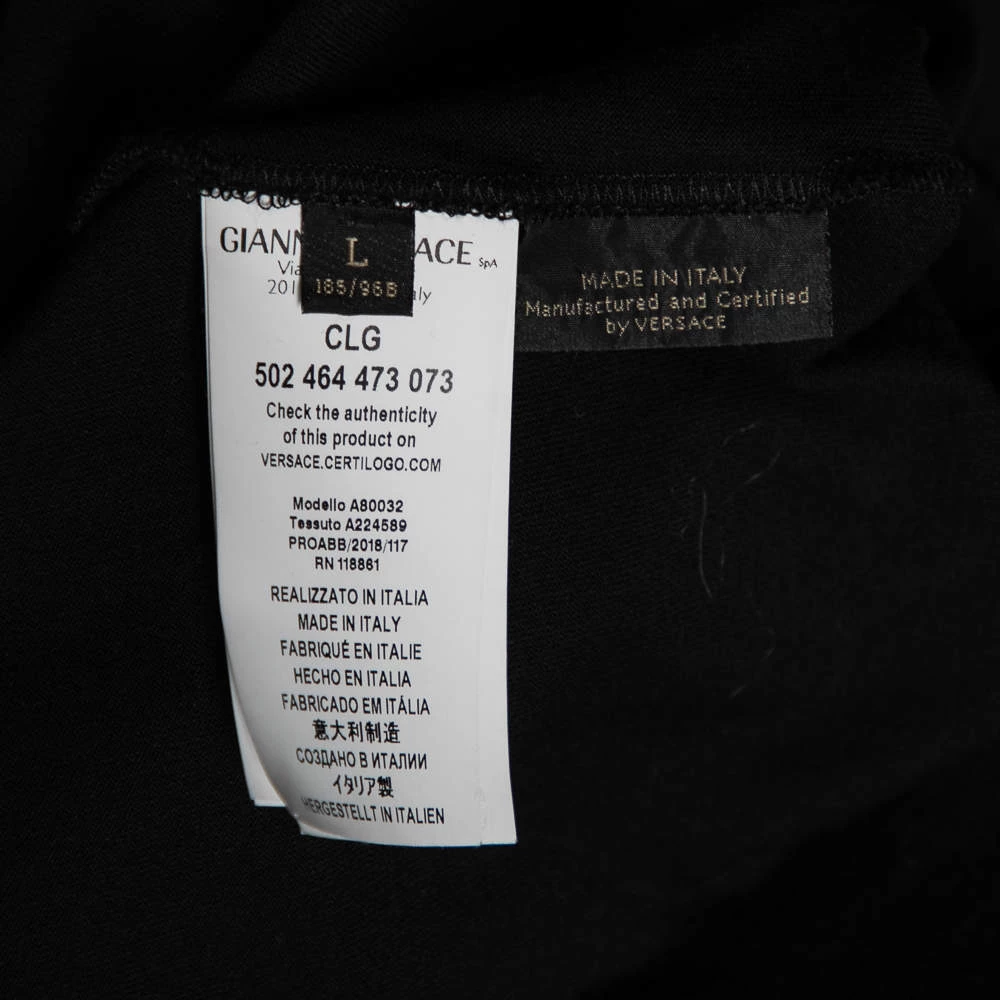 L
185/96B
GIANN ACE SpA
Via
201 aly
CLG
502 464 473 073
Check the authenticity
of this product on
VERSACE.CERTILOGO.COM
Modello A80032
Tessuto A224589
PROABB/2018/117
RN 118861
REALIZZATO IN ITALIA
MADE IN ITALY
FABRIQUÉ EN ITALIE
HECHO EN ITALIA
FABRICADO EM ITÁLIA
意大利制造
СОЗДАНО В ИТАЛИИ
イタリア製
HERGESTELLT IN ITALIEN
MADE IN ITALY
Manufactured and Certified
by VERSACE